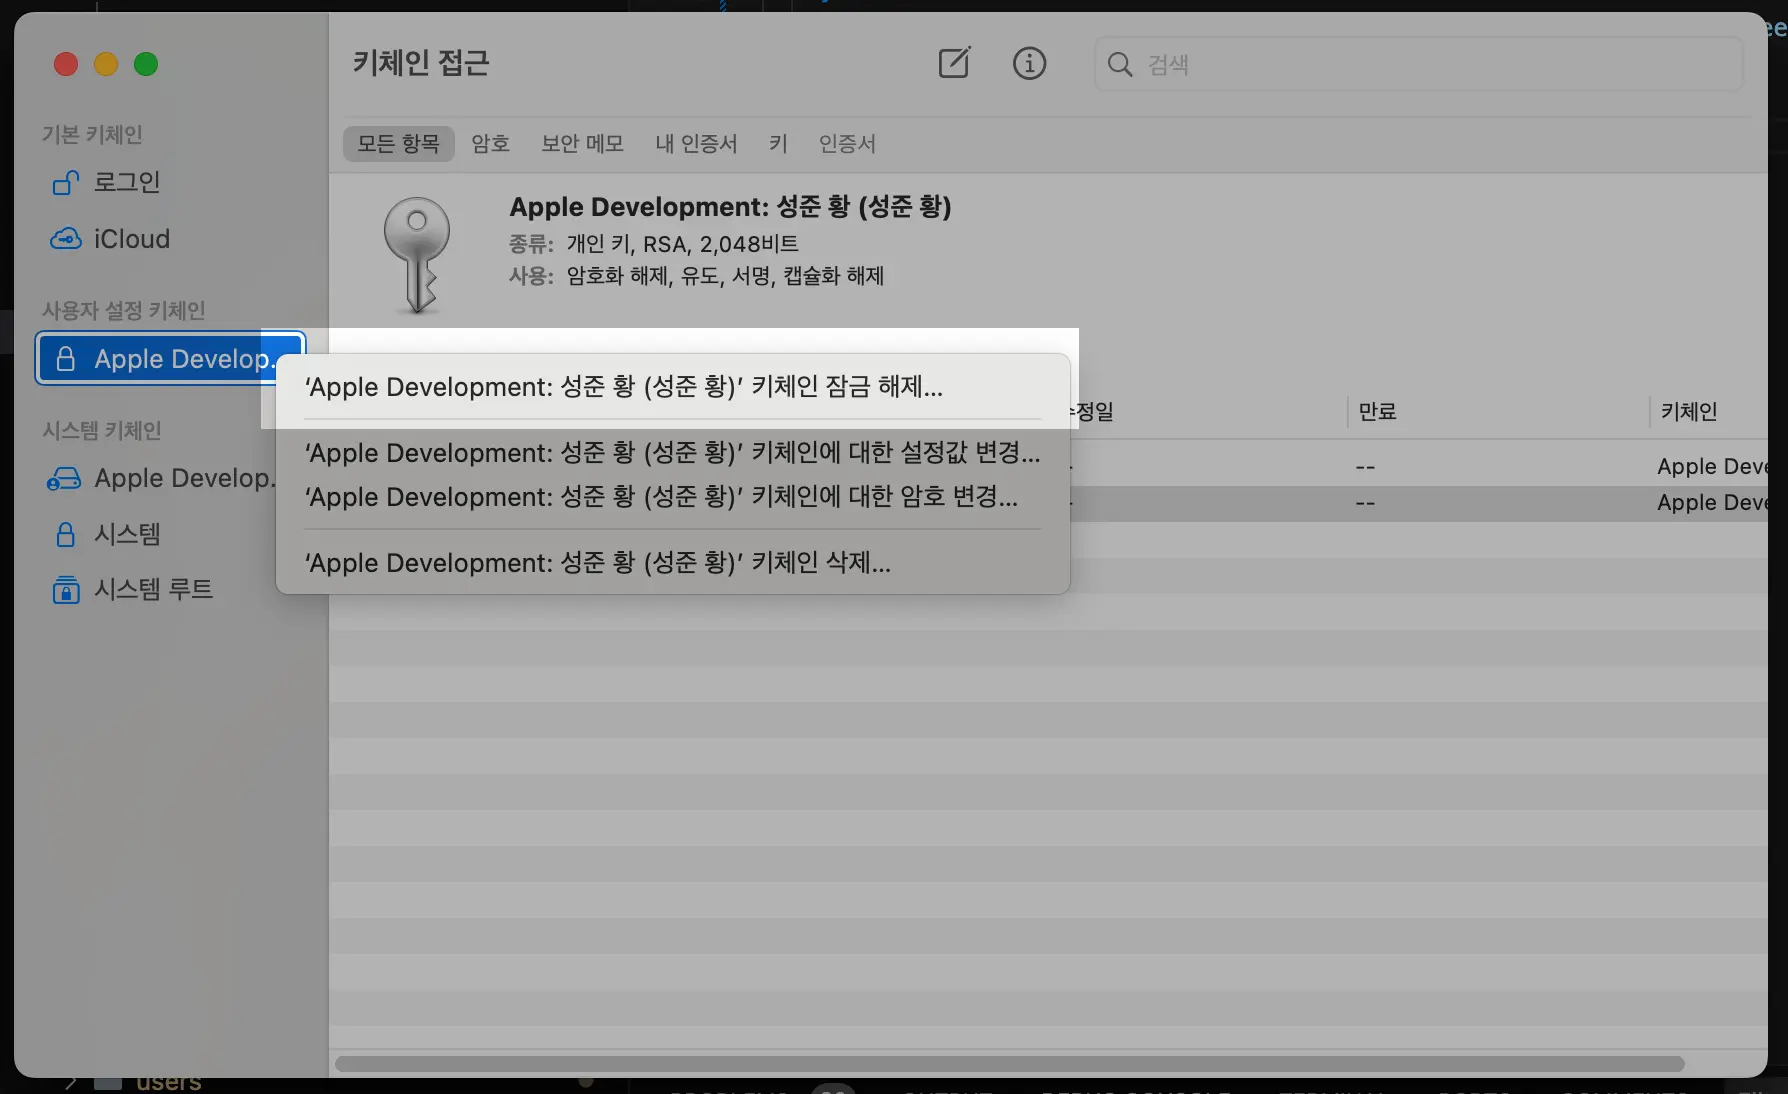 키체인 접근
검색
기본 키체인
로그인
iCloud
사용자 설정 키체인
Apple Develop.
시스템 키체인
Apple Develop.
시스템
시스템 루트
모든 항목 암호 보안 메모 내 인증서 키 인증서
Apple Development: 성준 황 (성준 황)
종류: 개인 키, RSA, 2,048비트
사용: 암호화 해제, 유도, 서명, 캡슐화 해제
‘Apple Development: 성준 황 (성준 황)’ 키체인 잠금 해제...
‘Apple Development: 성준 황 (성준 황)’ 키체인에 대한 설정값 변경...
‘Apple Development: 성준 황 (성준 황)’ 키체인에 대한 암호 변경...
‘Apple Development: 성준 황 (성준 황)’ 키체인 삭제...
정일 만료 키체인
-- Apple Deve
-- Apple Deve
users